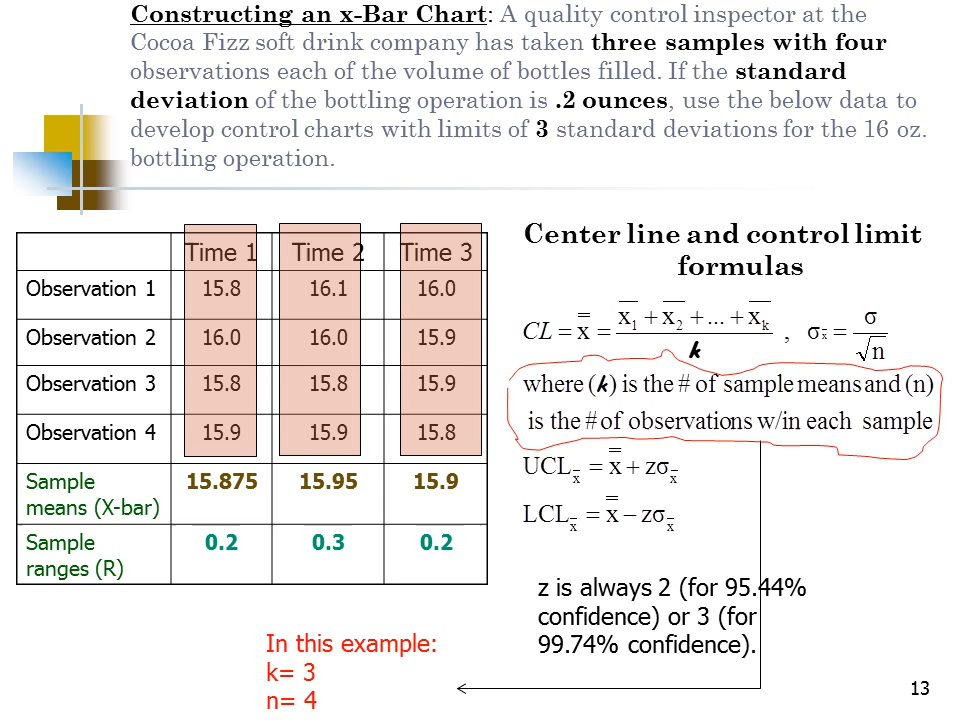 Constructing an x-Bar Chart: A quality control inspector at the
Cocoa Fizz soft drink company has taken three samples with four
observations each of the volume of bottles filled. If the standard
deviation of the bottling operation is .2 ounces, use the below data to
develop control charts with limits of 3 standard deviations for the 16 oz.
bottling operation.
Time 1 Time 2 Time 3
Observation 1 15.8 16.1 16.0
Observation 2 16.0 16.0 15.9
Observation 3 15.8 15.8 15.9
Observation 4 15.9 15.9 15.8
Sample
means (X-bar) 15.875 15.95 15.9
Sample
ranges (R) 0.2 0.3 0.2
Center line and control limit
formulas
CL = x̿ = (x̅₁ + x̅₂ + ... + x̅ₖ) / k , σx̅ = σ / √n
where (k) is the # of sample means and (n)
is the # of observations w/in each sample
UCLx̅ = x̿ + zσx̅
LCLx̅ = x̿ − zσx̅
z is always 2 (for 95.44%
confidence) or 3 (for
99.74% confidence).
In this example:
k= 3
n= 4
13